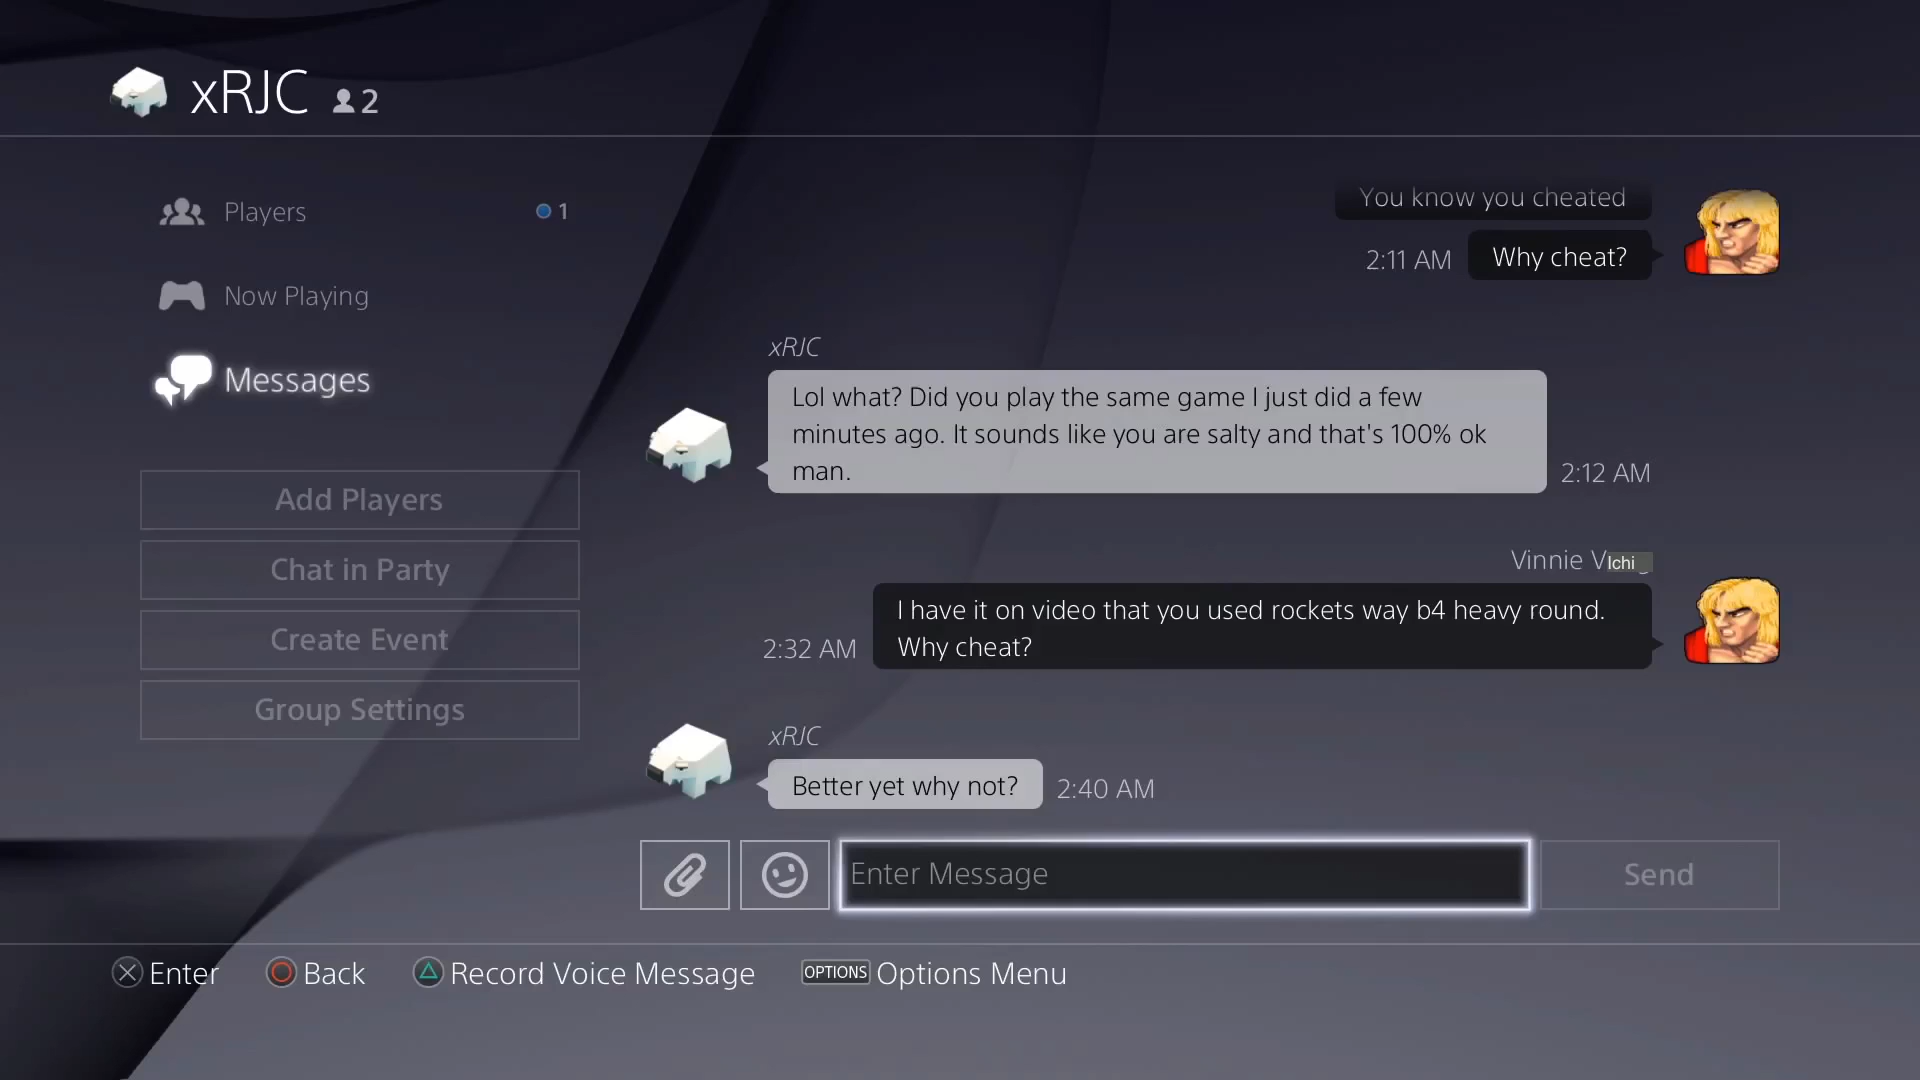 xRJC 2
Players 1
Now Playing
Messages
Add Players
Chat in Party
Create Event
Group Settings
You know you cheated
2:11 AM Why cheat?
xRJC
Lol what? Did you play the same game I just did a few
minutes ago. It sounds like you are salty and that's 100% ok
man.
2:12 AM
Vinnie V Ichi
I have it on video that you used rockets way b4 heavy round.
Why cheat?
2:32 AM
xRJC
Better yet why not? 2:40 AM
Enter Message
Send
Enter Back Record Voice Message OPTIONS Options Menu